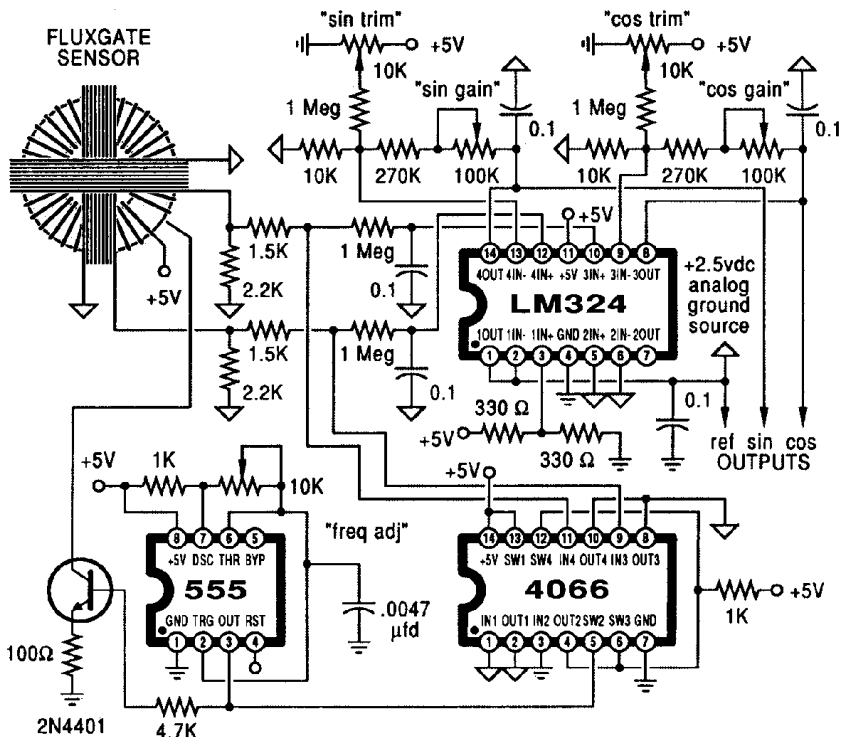 FLUXGATE
SENSOR
"sin trim"
+5V
10K
1 Meg
"sin gain"
0.1
10K
270K
100K
"cos trim"
+5V
10K
1 Meg
"cos gain"
0.1
10K
270K
100K
+5V
1.5K
2.2K
1 Meg
0.1
+5V
1.5K
2.2K
1 Meg
0.1
14 13 12 11 10 9 8
4OUT 4IN- 4IN+ +5V 3IN+ 3IN- 3OUT
LM324
1OUT 1IN- 1IN+ GND 2IN+ 2IN- 2OUT
1 2 3 4 5 6 7
+2.5vdc
analog
ground
source
330 Ω
+5V
330 Ω
0.1
ref sin cos
OUTPUTS
+5V
1K
10K
"freq adj"
8 7 6 5
+5V DSC THR BYP
555
GND TRG OUT RST
1 2 3 4
.0047
µfd
100Ω
2N4401
4.7K
+5V
14 13 12 11 10 9 8
+5V SW1 SW4 IN4 OUT4 IN3 OUT3
4066
IN1 OUT1 IN2 OUT2 SW2 SW3 GND
1 2 3 4 5 6 7
1K
+5V